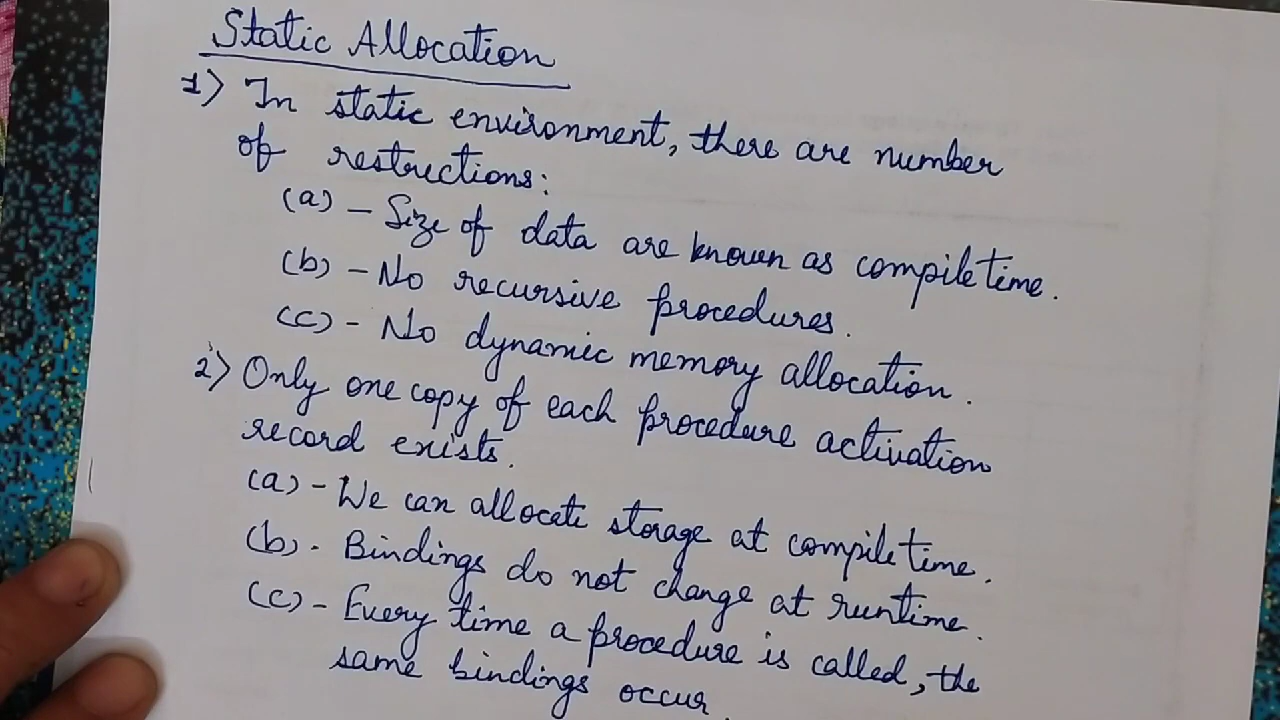 Static Allocation
1) In static environment, there are number
of restructions:
(a) - Size of data are known as compile time.
(b) - No recursive procedures.
(c) - No dynamic memory allocation.
2) Only one copy of each procedure activation
record exists.
(a) - We can allocate storage at compile time.
(b). Bindings do not change at runtime.
(c) - Every time a procedure is called, the
same bindings occur.